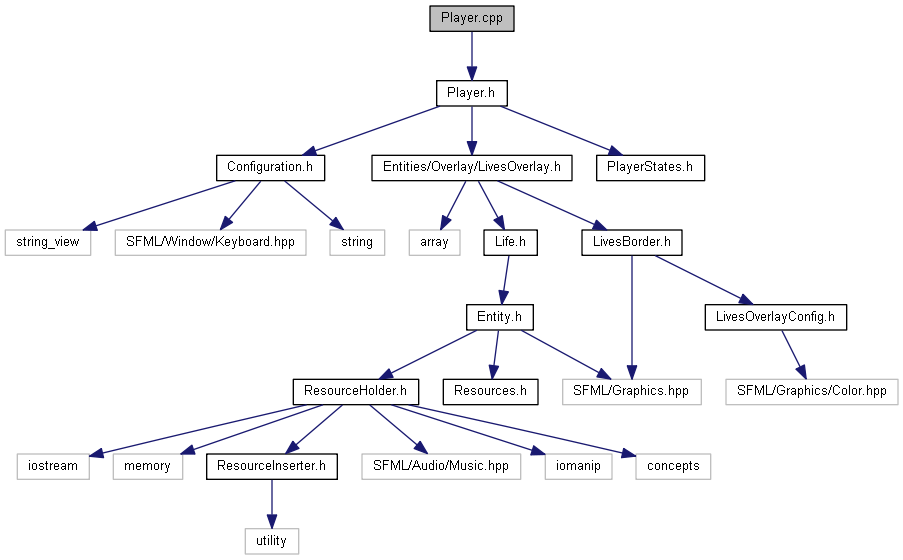 Player.cpp
Player.h
Configuration.h
Entities/Overlay/LivesOverlay.h
PlayerStates.h
string_view
SFML/Window/Keyboard.hpp
string
array
Life.h
LivesBorder.h
Entity.h
LivesOverlayConfig.h
ResourceHolder.h
Resources.h
SFML/Graphics.hpp
SFML/Graphics/Color.hpp
iostream
memory
ResourceInserter.h
SFML/Audio/Music.hpp
iomanip
concepts
utility